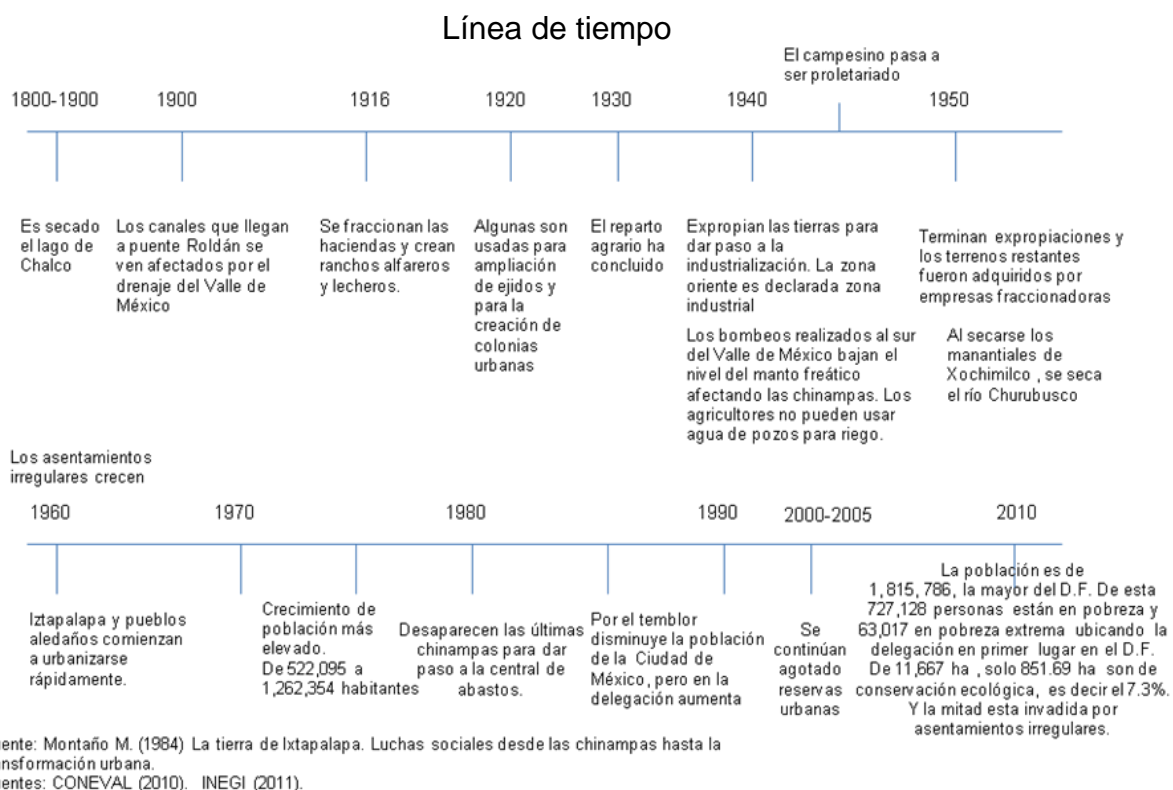 Línea de tiempo
El campesino pasa a
ser proletariado
1800-1900 1900 1916 1920 1930 1940 1950
Es secado
el lago de
Chalco
Los canales que llegan
a puente Roldán se
ven afectados por el
drenaje del Valle de
México
Se fraccionan las
haciendas y crean
ranchos alfareros
y lecheros.
Algunas son
usadas para
ampliación
de ejidos y
para la
creación de
colonias
urbanas
El reparto
agrario ha
concluido
Expropian las tierras para
dar paso a la
industrialización. La zona
oriente es declarada zona
industrial
Los bombeos realizados al sur
del Valle de México bajan el
nivel del manto freático
afectando las chinampas. Los
agricultores no pueden usar
agua de pozos para riego.
Terminan expropiaciones y
los terrenos restantes
fueron adquiridos por
empresas fraccionadoras
Al secarse los
manantiales de
Xochimilco , se seca
el río Churubusco
Los asentamientos
irregulares crecen
1960 1970 1980 1990 2000-2005 2010
Iztapalapa y pueblos
aledaños comienzan
a urbanizarse
rápidamente.
Crecimiento de
población más
elevado.
De 522,095 a
1,262,354 habitantes
Desaparecen las últimas
chinampas para dar
paso a la central de
abastos.
Por el temblor
disminuye la población
de la Ciudad de
México, pero en la
delegación aumenta
Se
continúan
agotado
reservas
urbanas
La población es de
1,815,786, la mayor del D.F. De esta
727,128 personas están en pobreza y
63,017 en pobreza extrema ubicando la
delegación en primer lugar en el D.F.
De 11,667 ha , solo 851.69 ha son de
conservación ecológica, es decir el 7.3%.
Y la mitad esta invadida por
asentamientos irregulares.
uente: Montaño M. (1984) La tierra de Ixtapalapa. Luchas sociales desde las chinampas hasta la
ansformación urbana.
uentes: CONEVAL (2010). INEGI (2011).